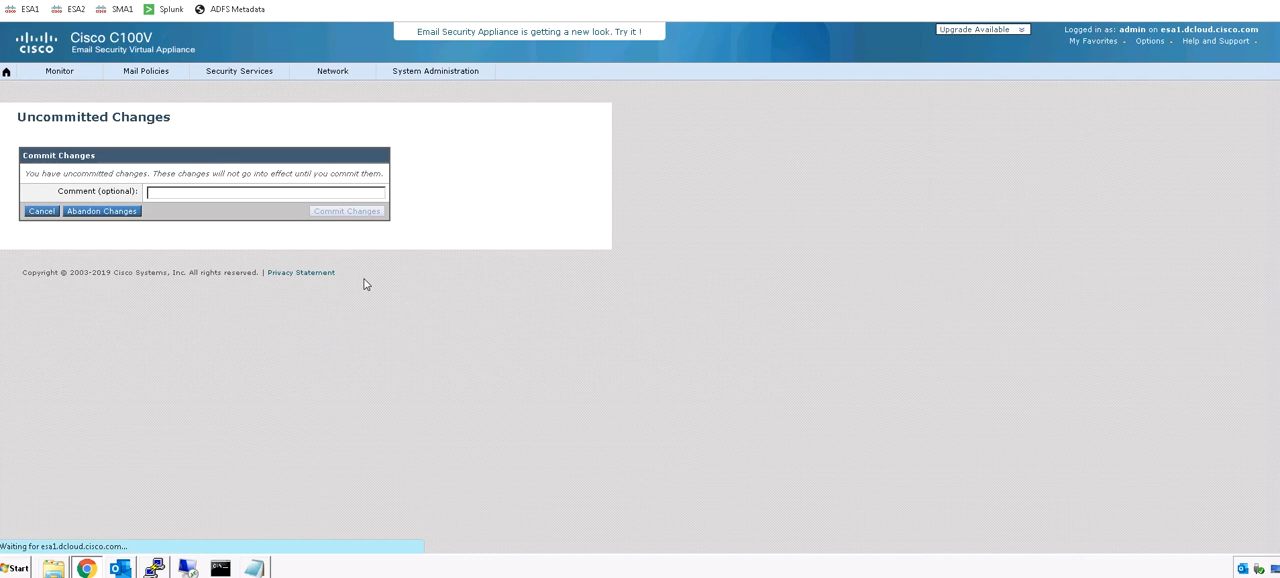 ESA1 ESA2 SMA1 Splunk ADFS Metadata
Email Security Appliance is getting a new look. Try it !
Upgrade Available
Logged in as: admin on esa1.dcloud.cisco.com
My Favorites Options Help and Support
CISCO
Cisco C100V
Email Security Virtual Appliance
Monitor Mail Policies Security Services Network System Administration
Uncommitted Changes
Commit Changes
You have uncommitted changes. These changes will not go into effect until you commit them.
Comment (optional):
Cancel Abandon Changes Commit Changes
Copyright © 2003-2019 Cisco Systems, Inc. All rights reserved. | Privacy Statement
Waiting for esa1.dcloud.cisco.com...
Start